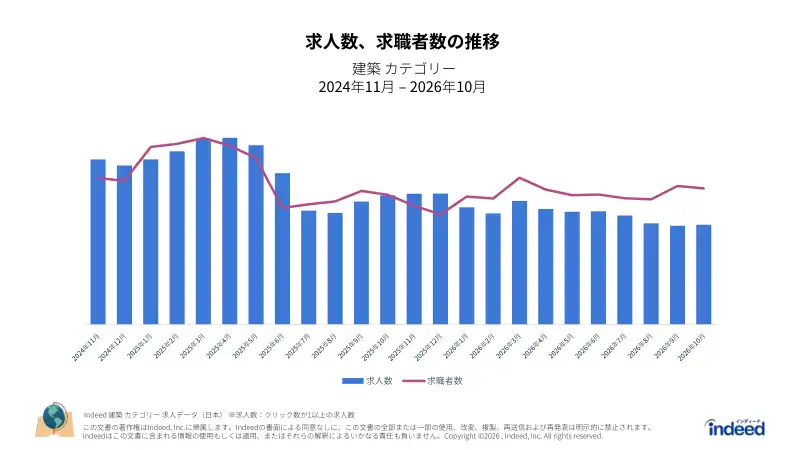 求人数、求職者数の推移
建築 カテゴリー
2024年11月 – 2026年10月
2024年11月
2024年12月
2025年1月
2025年2月
2025年3月
2025年4月
2025年5月
2025年6月
2025年7月
2025年8月
2025年9月
2025年10月
2025年11月
2025年12月
2026年1月
2026年2月
2026年3月
2026年4月
2026年5月
2026年6月
2026年7月
2026年8月
2026年9月
2026年10月
求人数 求職者数
Indeed 建築 カテゴリー 求人データ（日本） ※求人数：クリック数が1以上の求人数
この文書の著作権はIndeed, Inc.に帰属します。Indeedの書面による同意なしに、この文書の全部または一部の使用、改変、複製、再送信および再発表は明示的に禁止されます。
Indeedはこの文書に含まれる情報の使用もしくは適用、またはそれらの解釈によるいかなる責任も負いません。Copyright ©2026 , Indeed, Inc. All rights reserved.
インディード
indeed